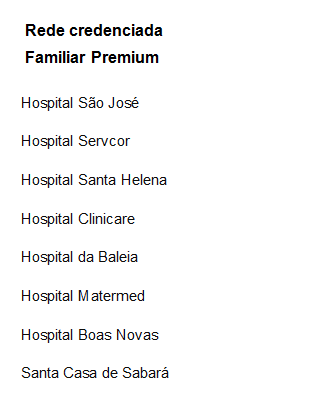 Rede credenciada
Familiar Premium
Hospital São José
Hospital Servcor
Hospital Santa Helena
Hospital Clinicare
Hospital da Baleia
Hospital Matermed
Hospital Boas Novas
Santa Casa de Sabará